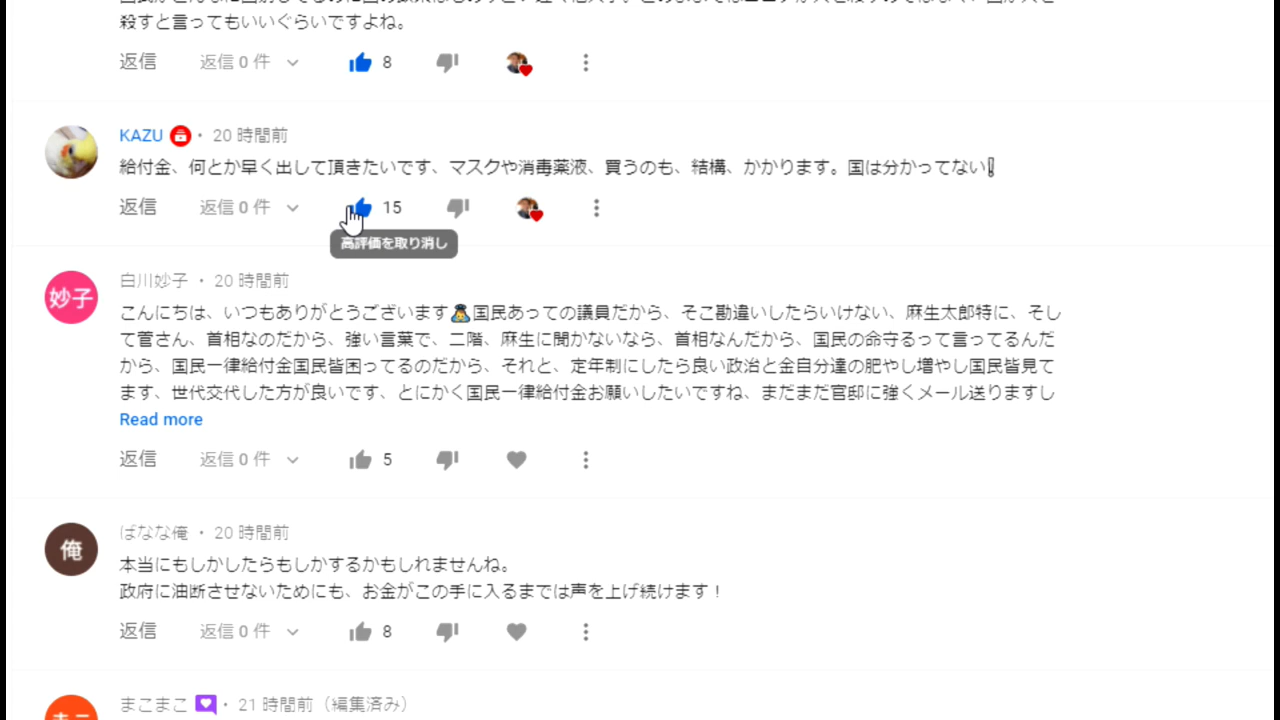 殺すと言ってもいいぐらいですよね。
返信 返信 0 件 8
KAZU ・ 20 時間前
給付金、何とか早く出して頂きたいです、マスクや消毒薬液、買うのも、結構、かかります。国は分かってない❗
返信 返信 0 件 15
高評価を取り消し
妙子
白川妙子 ・ 20 時間前
こんにちは、いつもありがとうございます🙇国民あっての議員だから、そこ勘違いしたらいけない、麻生太郎特に、そし
て菅さん、首相なのだから、強い言葉で、二階、麻生に聞かないなら、首相なんだから、国民の命守るって言ってるんだ
から、国民一律給付金国民皆困ってるのだから、それと、定年制にしたら良い政治と金自分達の肥やし増やし国民皆見て
ます、世代交代した方が良いです、とにかく国民一律給付金お願いしたいですね、まだまだ官邸に強くメール送りますし
Read more
返信 返信 0 件 5
俺
ばなな俺 ・ 20 時間前
本当にもしかしたらもしかするかもしれませんね。
政府に油断させないためにも、お金がこの手に入るまでは声を上げ続けます！
返信 返信 0 件 8
まこまこ ・ 21 時間前（編集済み）